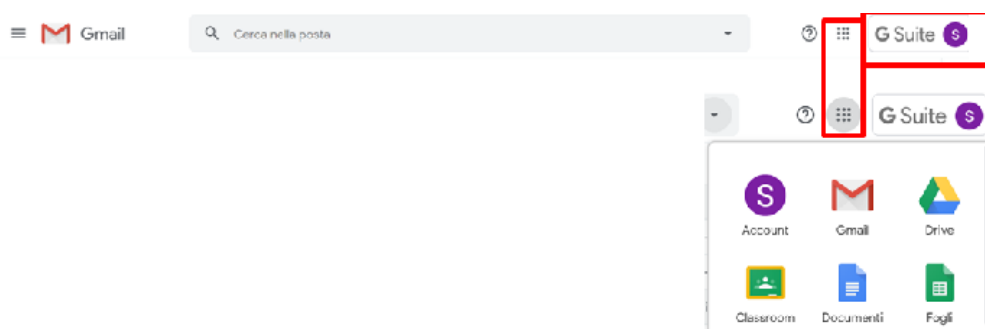 Gmail Cerca nella posta G Suite S
G Suite S
S
Account Gmail Drive
Classroom Documenti Fogli